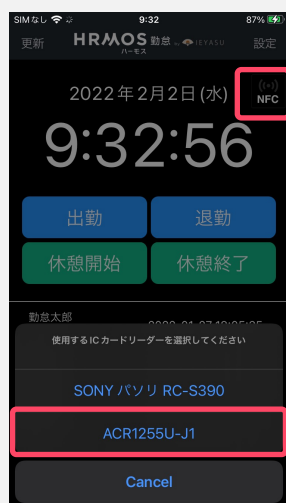 SIMなし 9:32 87%
更新 HRMOS 勤怠 by IEYASU 設定
ハーモス
2022年2月2日(水) NFC
9:32:56
出勤 退勤
休憩開始 休憩終了
勤怠太郎
使用するICカードリーダーを選択してください
SONY パソリ RC-S390
ACR1255U-J1
Cancel